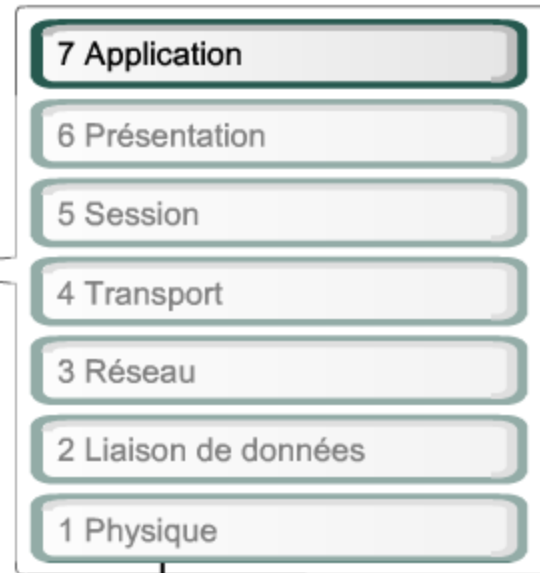 7 Application
6 Présentation
5 Session
4 Transport
3 Réseau
2 Liaison de données
1 Physique